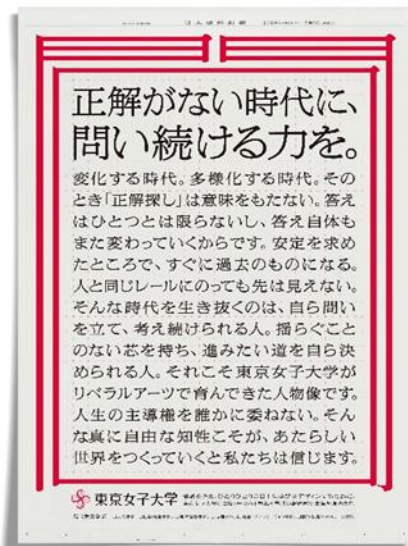 正解がない時代に、
問い続ける力を。
変化する時代。多様化する時代。その
とき「正解探し」は意味をもたない。答え
はひとつとは限らないし、答え自体も
また変わっていくからです。安定を求め
たところで、すぐに過去のものになる。
人と同じレールにのっても先は見えない。
そんな時代を生き抜くのは、自ら問い
を立て、考え続けられる人。揺らぐこと
のない芯を持ち、進みたい道を自ら決
められる人。それこそ東京女子大学が
リベラルアーツで育んできた人物像です。
人生の主導権を誰かに委ねない。そん
な真に自由な知性こそが、あたらしい
世界をつくっていくと私たちは信じます。
東京女子大学